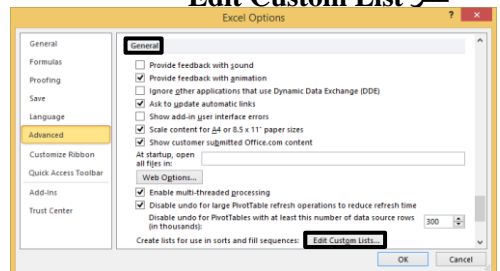 Edit Custom List
Excel Options
? ×
General
Formulas
Proofing
Save
Language
Advanced
Customize Ribbon
Quick Access Toolbar
Add-Ins
Trust Center
General
Provide feedback with sound
Provide feedback with animation
Ignore other applications that use Dynamic Data Exchange (DDE)
Ask to update automatic links
Show add-in user interface errors
Scale content for A4 or 8.5 x 11" paper sizes
Show customer submitted Office.com content
At startup, open
all files in:
Web Options...
Enable multi-threaded processing
Disable undo for large PivotTable refresh operations to reduce refresh time
Disable undo for PivotTables with at least this number of data source rows
(in thousands):
300
Create lists for use in sorts and fill sequences: Edit Custom Lists...
OK Cancel